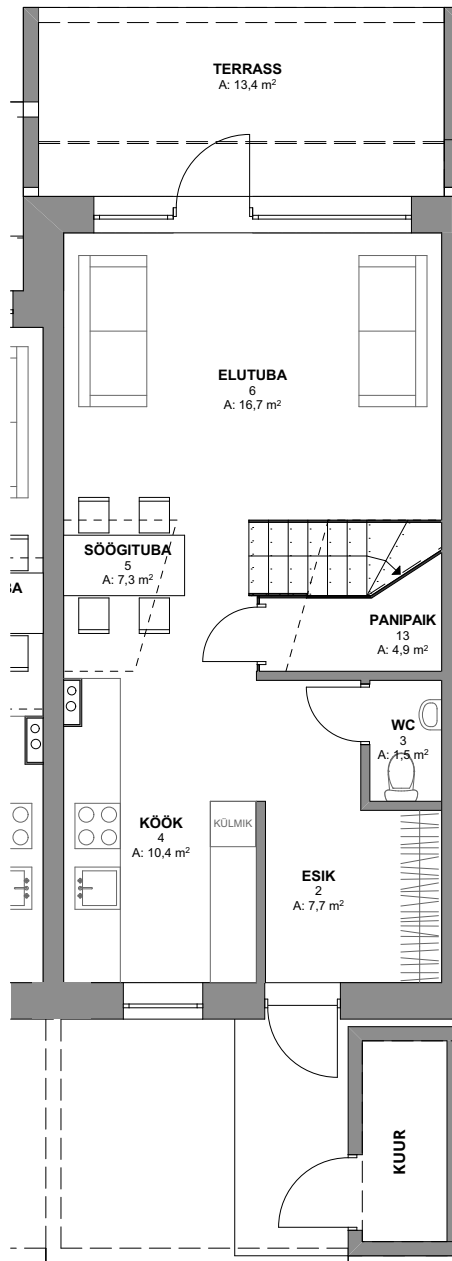 TERRASS
A: 13,4 m²
ELUTUBA
6
A: 16,7 m²
SÖÖGITUBA
5
A: 7,3 m²
BA
PANIPAIK
13
A: 4,9 m²
WC
3
A: 1,5 m²
KÖÖK
4
A: 10,4 m²
KÜLMIK
ESIK
2
A: 7,7 m²
KUUR